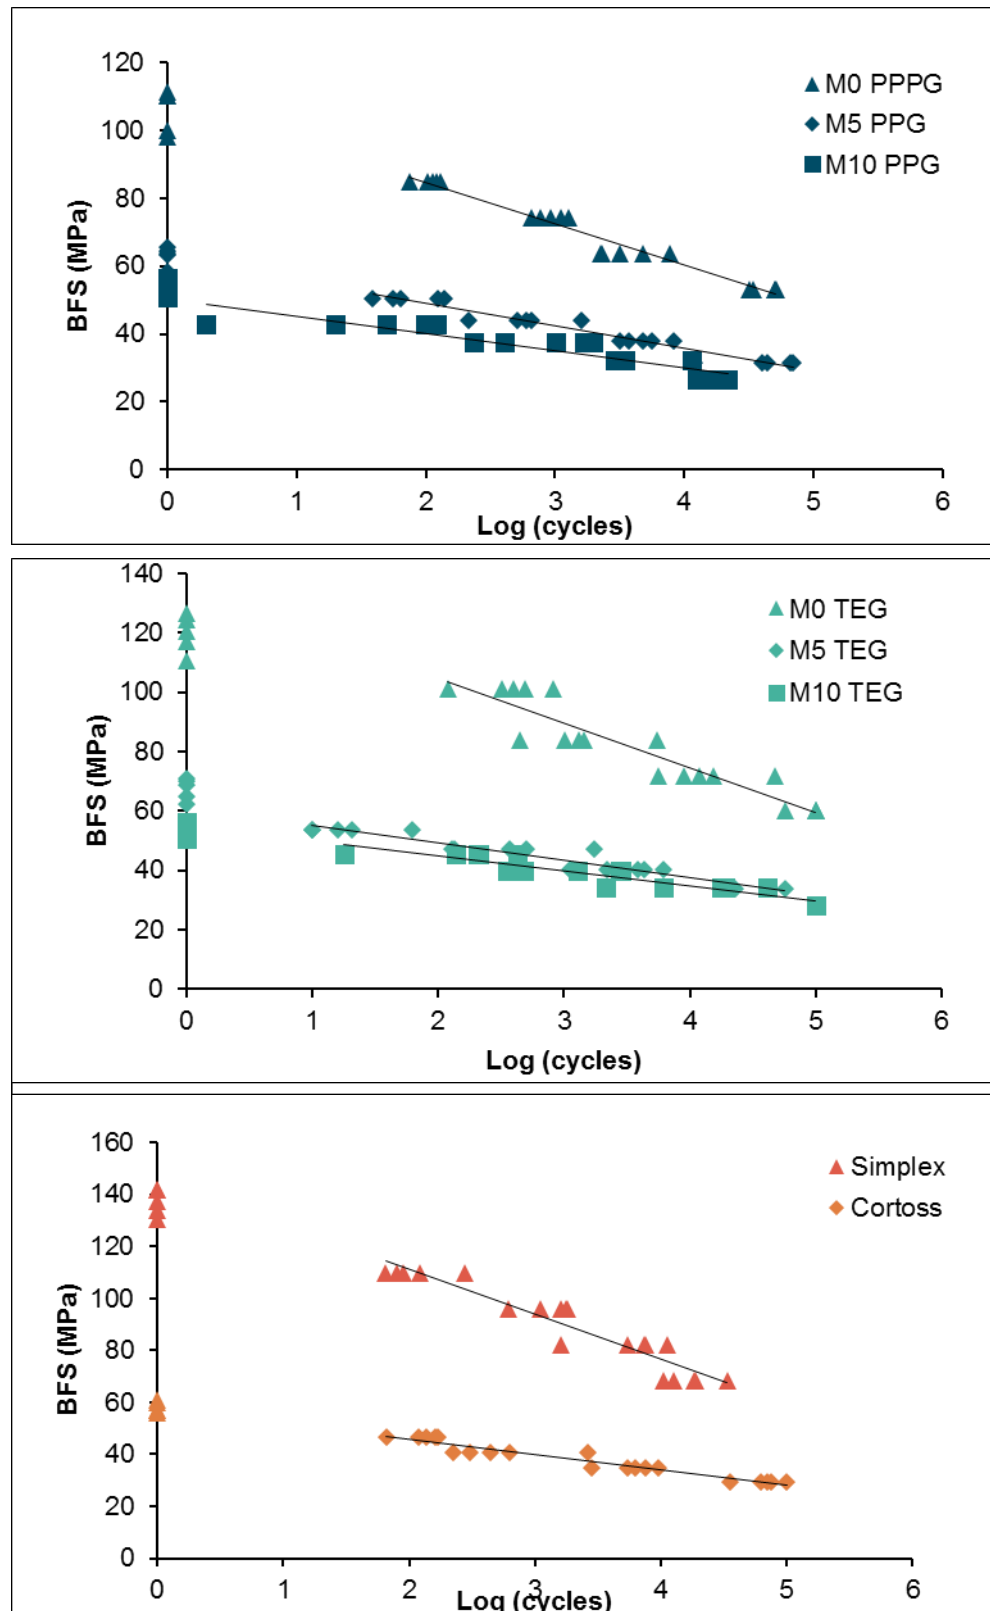 120
100
80
60
40
20
0
BFS (MPa)
0 1 2 3 4 5 6
Log (cycles)
M0 PPPG
M5 PPG
M10 PPG
140
120
100
80
60
40
20
0
BFS (MPa)
0 1 2 3 4 5 6
Log (cycles)
M0 TEG
M5 TEG
M10 TEG
160
140
120
100
80
60
40
20
0
BFS (MPa)
0 1 2 3 4 5 6
Log (cycles)
Simplex
Cortoss